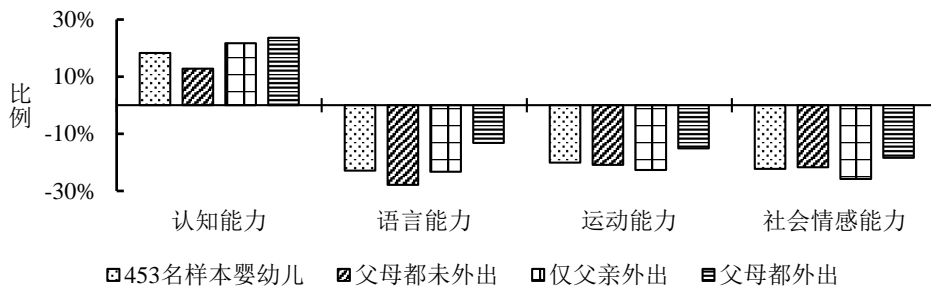 30%
10%
-10%
-30%
比例
认知能力 语言能力 运动能力 社会情感能力
453名样本婴幼儿 父母都未外出 仅父亲外出 父母都外出